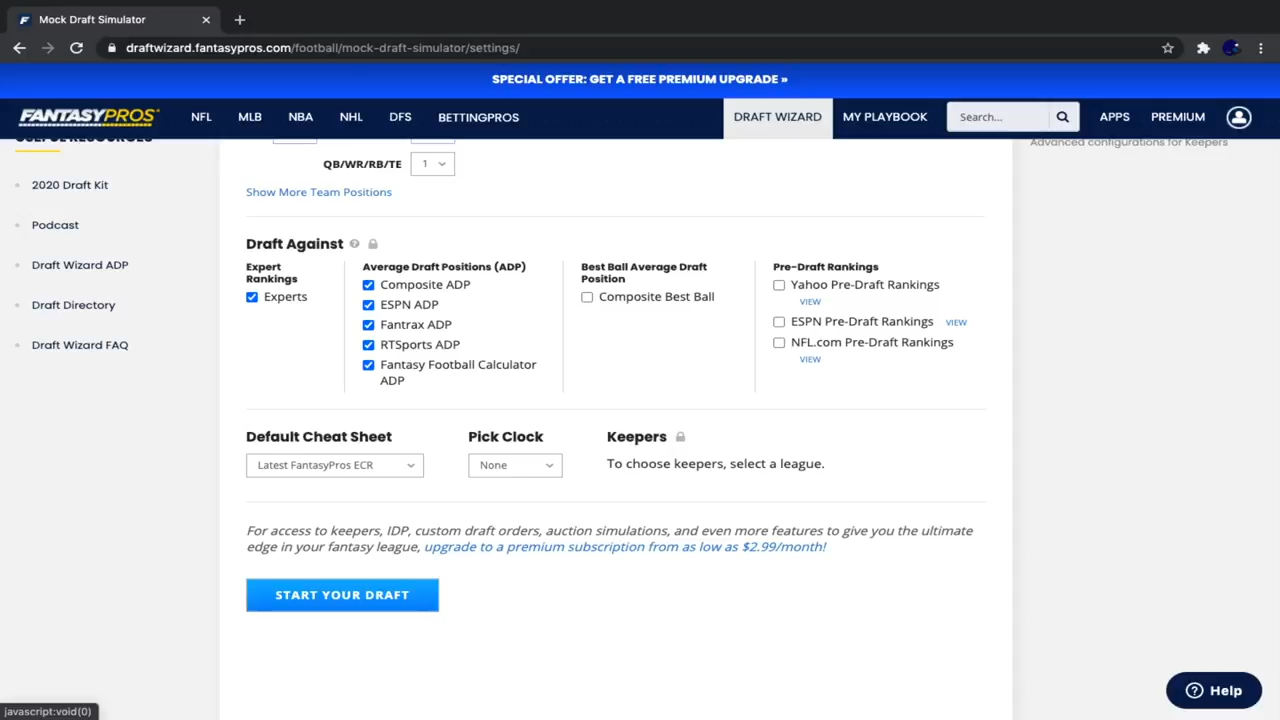 Mock Draft Simulator
draftwizard.fantasypros.com/football/mock-draft-simulator/settings/
SPECIAL OFFER: GET A FREE PREMIUM UPGRADE »
FANTASYPROS NFL MLB NBA NHL DFS BETTINGPROS DRAFT WIZARD MY PLAYBOOK Search... APPS PREMIUM
USEFUL RESOURCES
Advanced configurations for Keepers
2020 Draft Kit
Podcast
Draft Wizard ADP
Draft Directory
Draft Wizard FAQ
QB/WR/RB/TE 1
Show More Team Positions
Draft Against
Expert
Rankings
Experts
Average Draft Positions (ADP)
Composite ADP
ESPN ADP
Fantrax ADP
RTSports ADP
Fantasy Football Calculator
ADP
Best Ball Average Draft
Position
Composite Best Ball
Pre-Draft Rankings
Yahoo Pre-Draft Rankings
VIEW
ESPN Pre-Draft Rankings VIEW
NFL.com Pre-Draft Rankings
VIEW
Default Cheat Sheet
Latest FantasyPros ECR
Pick Clock
None
Keepers
To choose keepers, select a league.
For access to keepers, IDP, custom draft orders, auction simulations, and even more features to give you the ultimate
edge in your fantasy league, upgrade to a premium subscription from as low as $2.99/month!
START YOUR DRAFT
Help
javascript:void(0)